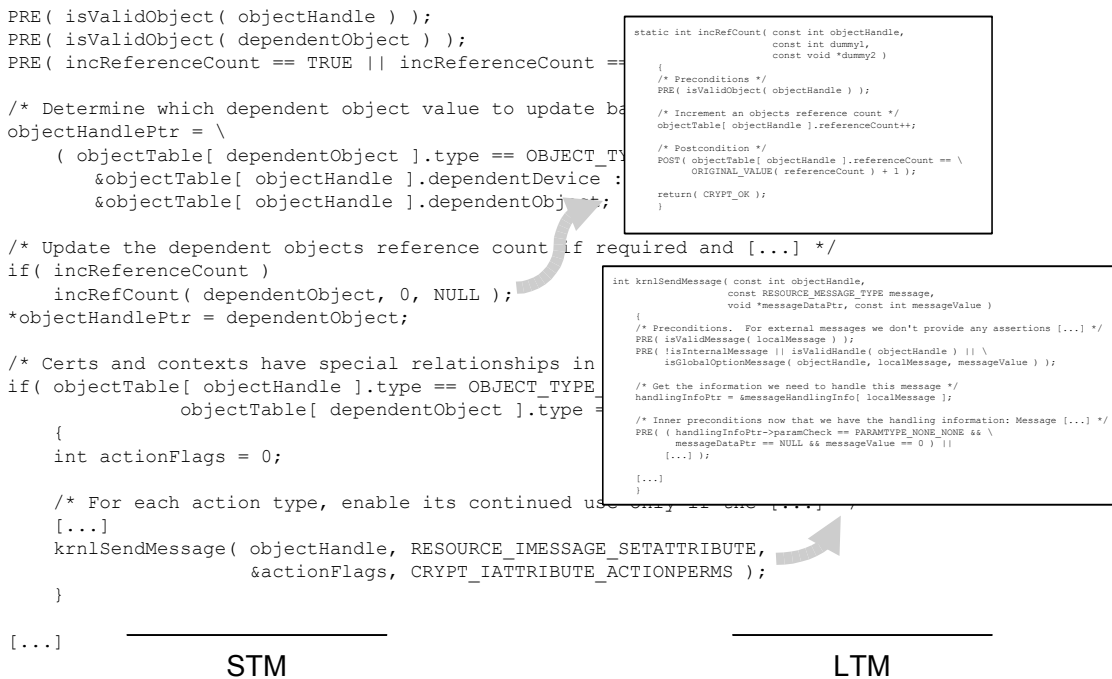 PRE( isValidObject( objectHandle ) );
PRE( isValidObject( dependentObject ) );
PRE( incReferenceCount == TRUE || incReferenceCount ==
/* Determine which dependent object value to update ba
objectHandlePtr = \
( objectTable[ dependentObject ].type == OBJECT_TY
&objectTable[ objectHandle ].dependentDevice :
&objectTable[ objectHandle ].dependentObject;
/* Update the dependent objects reference count if required and [...] */
if( incReferenceCount )
incRefCount( dependentObject, 0, NULL );
*objectHandlePtr = dependentObject;
/* Certs and contexts have special relationships in
if( objectTable[ objectHandle ].type == OBJECT_TYPE_
objectTable[ dependentObject ].type =
{
int actionFlags = 0;
/* For each action type, enable its continued use only if the [...] */
[...]
krnlSendMessage( objectHandle, RESOURCE_IMESSAGE_SETATTRIBUTE,
&actionFlags, CRYPT_IATTRIBUTE_ACTIONPERMS );
}
[...]
STM
static int incRefCount( const int objectHandle,
const int dummy1,
const void *dummy2 )
{
/* Preconditions */
PRE( isValidObject( objectHandle ) );
/* Increment an objects reference count */
objectTable[ objectHandle ].referenceCount++;
/* Postcondition */
POST( objectTable[ objectHandle ].referenceCount == \
ORIGINAL_VALUE( referenceCount ) + 1 );
return( CRYPT_OK );
}
int krnlSendMessage( const int objectHandle,
const RESOURCE_MESSAGE_TYPE message,
void *messageDataPtr, const int messageValue )
{
/* Preconditions.  For external messages we don't provide any assertions [...] */
PRE( isValidMessage( localMessage ) );
PRE( !isInternalMessage || isValidHandle( objectHandle ) || \
isGlobalOptionMessage( objectHandle, localMessage, messageValue ) );
/* Get the information we need to handle this message */
handlingInfoPtr = &messageHandlingInfo[ localMessage ];
/* Inner preconditions now that we have the handling information: Message [...] */
PRE( ( handlingInfoPtr->paramCheck == PARAMTYPE_NONE_NONE && \
messageDataPtr == NULL && messageValue == 0 ) ||
[...] );
[...]
}
LTM